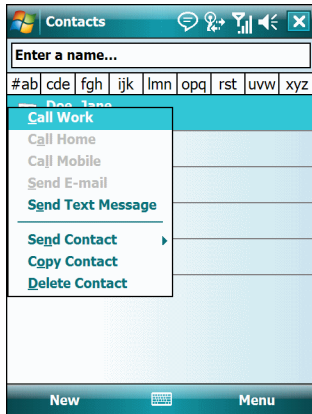 Contacts
Enter a name...
#ab cde fgh ijk lmn opq rst uvw xyz
Doe, Jane
Call Work
Call Home
Call Mobile
Send E-mail
Send Text Message
Send Contact
Copy Contact
Delete Contact
New Menu